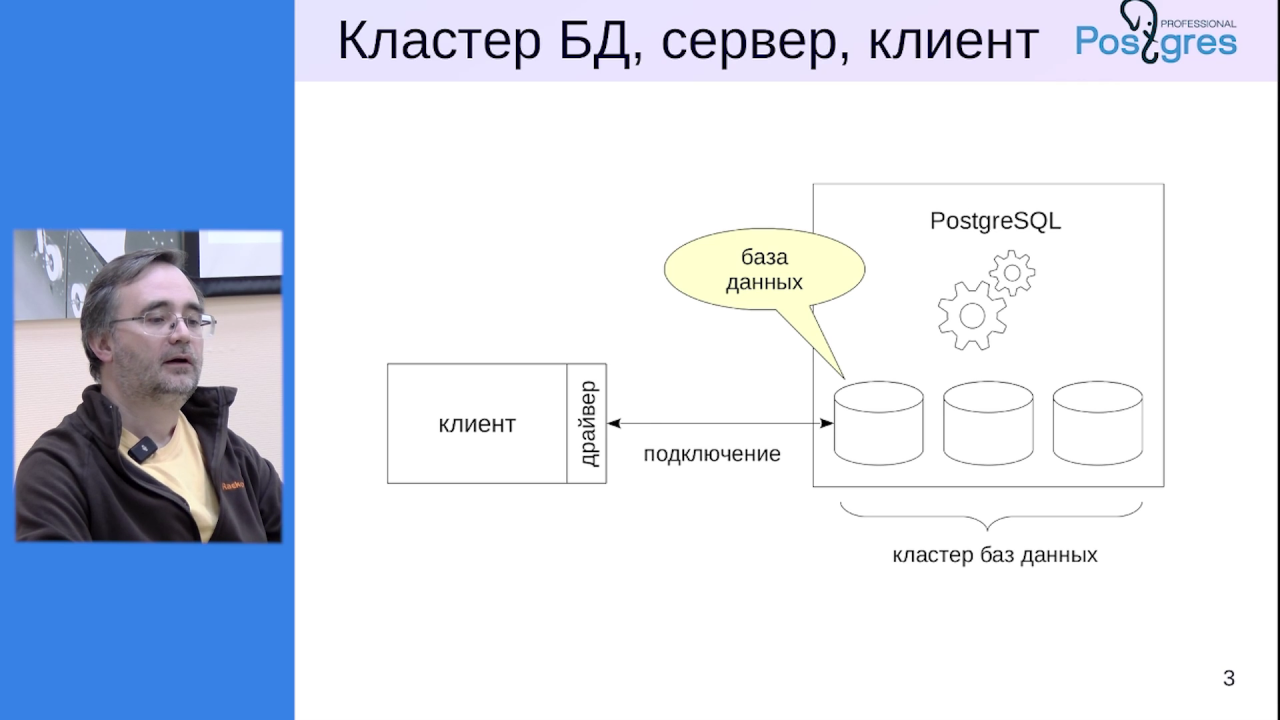 Кластер БД, сервер, клиент
PROFESSIONAL
Postgres
PostgreSQL
база
данных
клиент
драйвер
подключение
кластер баз данных
3